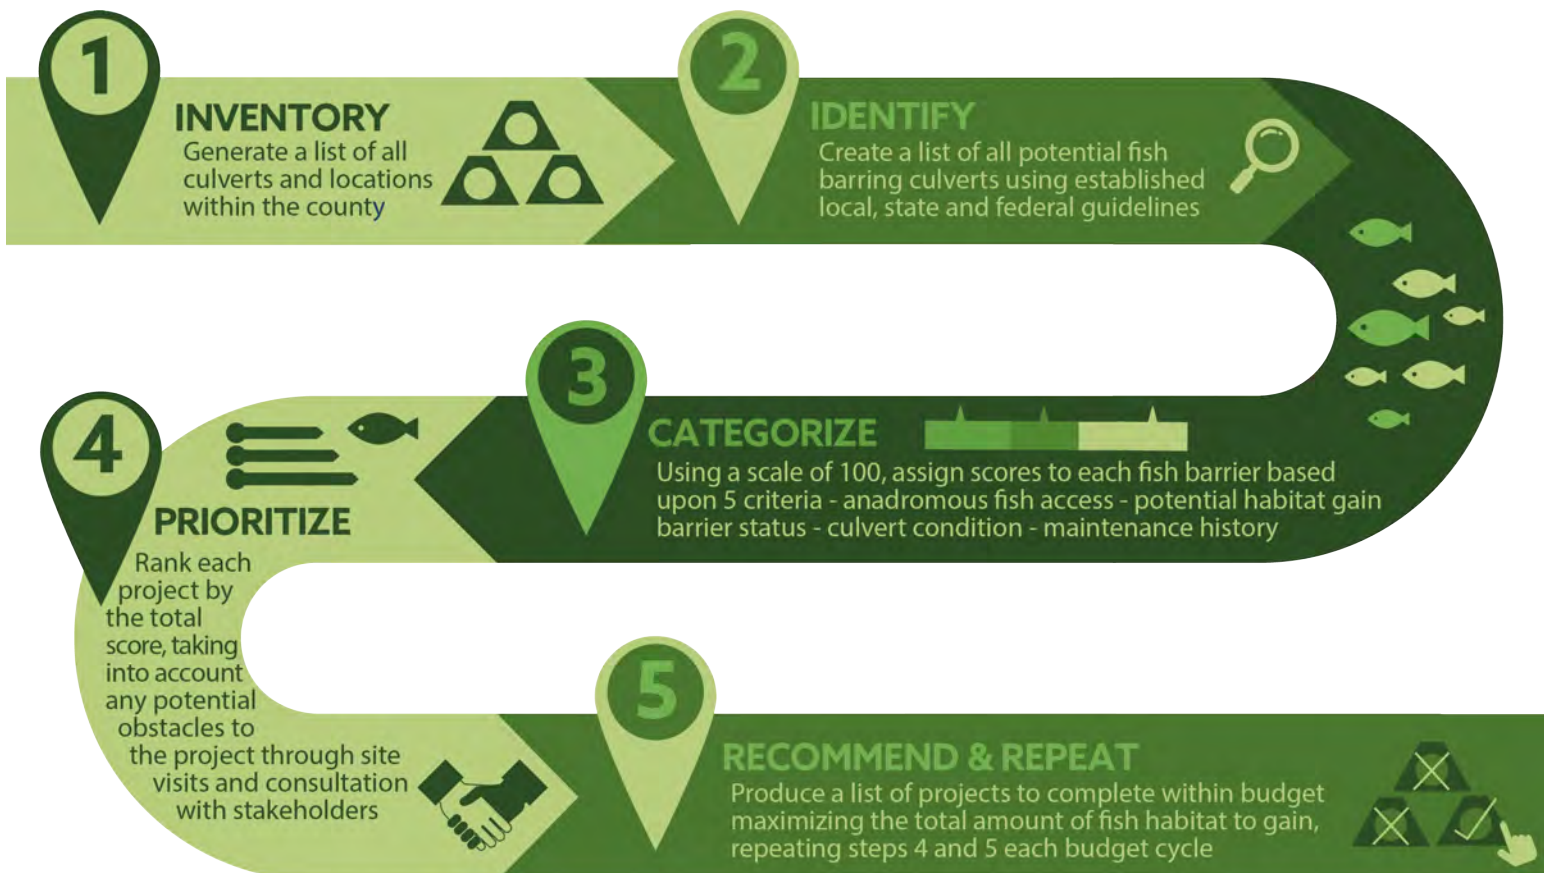 1
INVENTORY
Generate a list of all
culverts and locations
within the county
2
IDENTIFY
Create a list of all potential fish
barring culverts using established
local, state and federal guidelines
3
CATEGORIZE
Using a scale of 100, assign scores to each fish barrier based
upon 5 criteria - anadromous fish access - potential habitat gain
barrier status - culvert condition - maintenance history
4
PRIORITIZE
Rank each
project by
the total
score, taking
into account
any potential
obstacles to
the project through site
visits and consultation
with stakeholders
5
RECOMMEND & REPEAT
Produce a list of projects to complete within budget
maximizing the total amount of fish habitat to gain,
repeating steps 4 and 5 each budget cycle